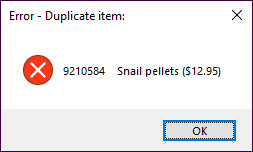 Error - Duplicate item:
9210584 Snail pellets ($12.95)
OK